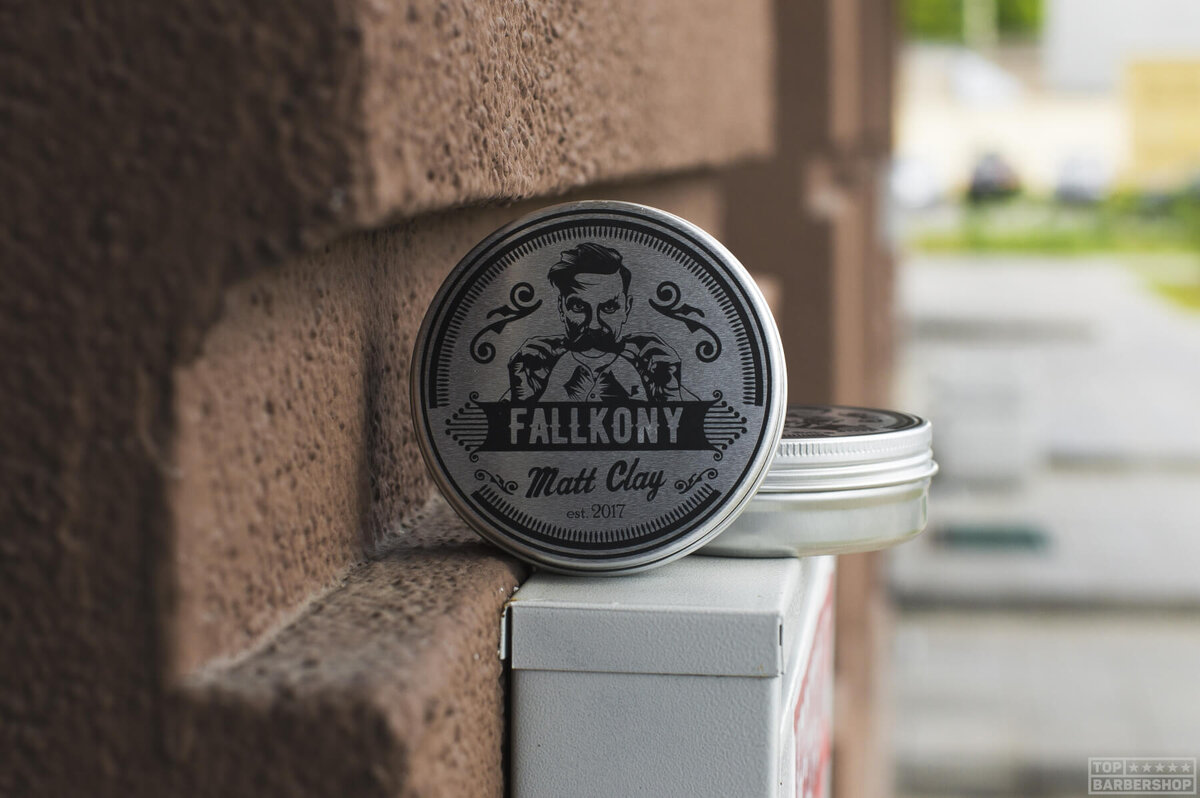 FALLKONY
Matt Clay
est. 2017
TOP ★★★★★
BARBERSHOP